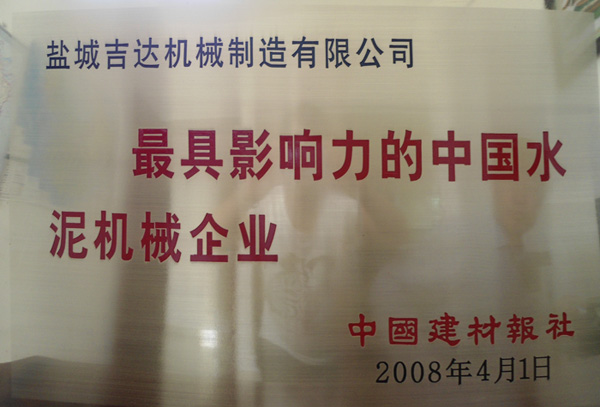 盐城吉达机械制造有限公司
最具影响力的中国水
泥机械企业
中國建材報社
2008年4月1日